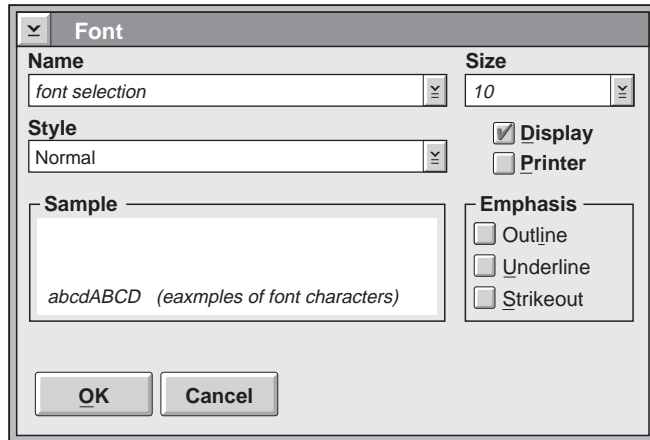 Font
Name
font selection
Size
10
Style
Normal
Display
Printer
Sample
abcdABCD (eaxmples of font characters)
Emphasis
Outline
Underline
Strikeout
OK
Cancel